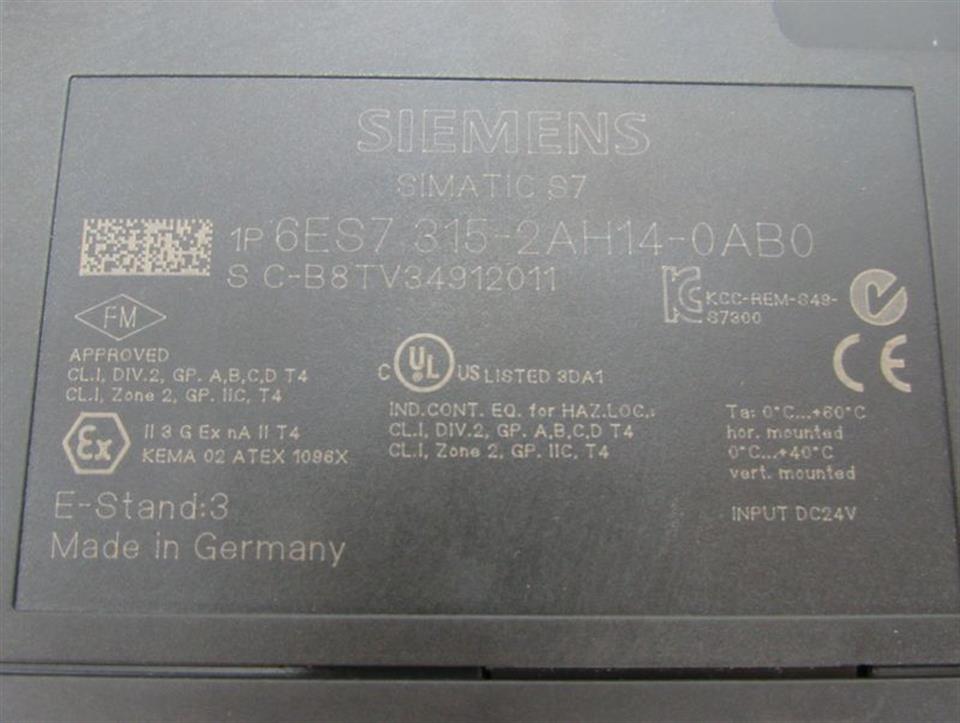 SIEMENS
SIMATIC S7
1P 6ES7 315-2AH14-0AB0
S C-B8TV34912011
KCC-REM-S49-
S7300
FM
APPROVED
CL.I, DIV.2, GP. A,B,C,D T4
CL.I, Zone 2, GP. IIC, T4
C UL US LISTED 3DA1
IND.CONT. EQ. for HAZ.LOC.:
CL.I, DIV.2, GP. A,B,C,D T4
CL.I, Zone 2, GP. IIC, T4
CE
Ta: 0°C...+60°C
hor. mounted
0°C...+40°C
vert. mounted
Ex
II 3 G Ex nA II T4
KEMA 02 ATEX 1096X
E-Stand:3
INPUT DC24V
Made in Germany